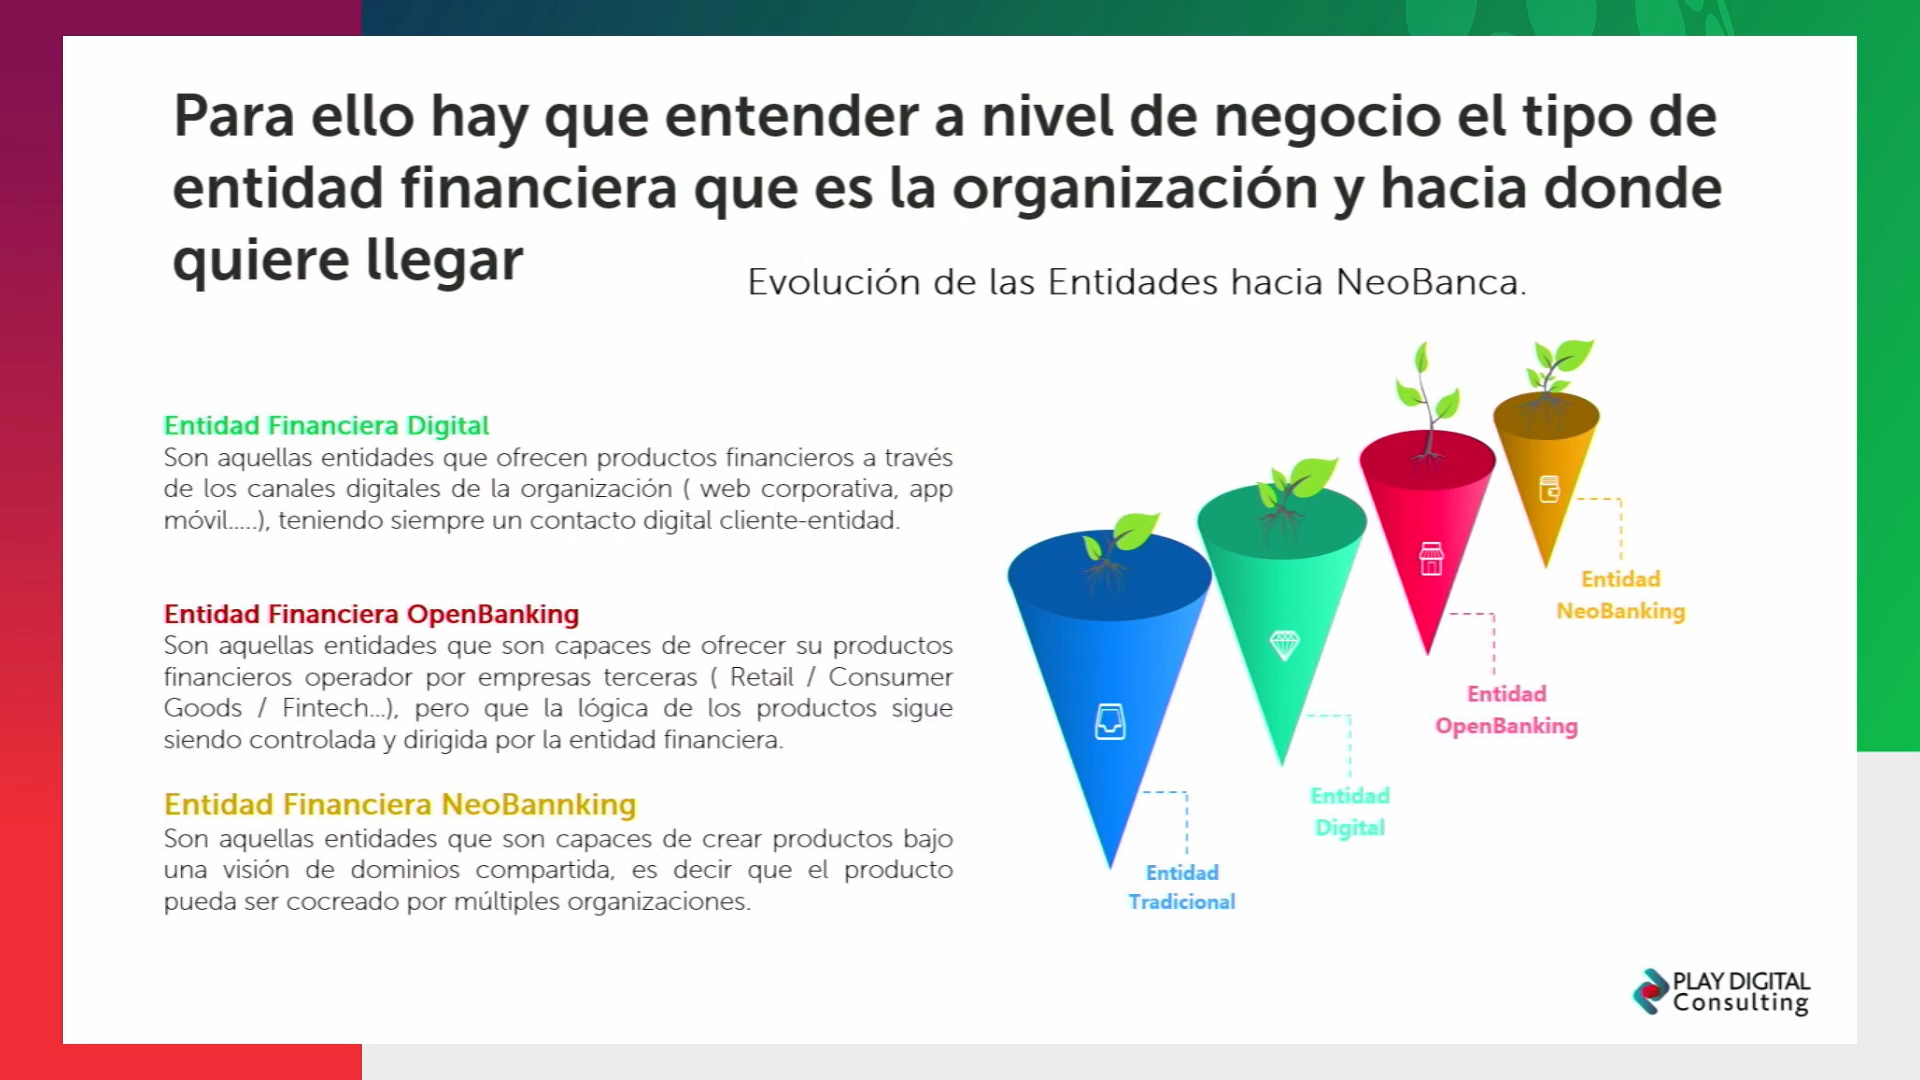 Para ello hay que entender a nivel de negocio el tipo de
entidad financiera que es la organización y hacia donde
quiere llegar
Evolución de las Entidades hacia NeoBanca.
Entidad Financiera Digital
Son aquellas entidades que ofrecen productos financieros a través
de los canales digitales de la organización ( web corporativa, app
móvil.....), teniendo siempre un contacto digital cliente-entidad.
Entidad Financiera OpenBanking
Son aquellas entidades que son capaces de ofrecer su productos
financieros operador por empresas terceras ( Retail / Consumer
Goods / Fintech...), pero que la lógica de los productos sigue
siendo controlada y dirigida por la entidad financiera.
Entidad Financiera NeoBannking
Son aquellas entidades que son capaces de crear productos bajo
una visión de dominios compartida, es decir que el producto
pueda ser cocreado por múltiples organizaciones.
Entidad
NeoBanking
Entidad
OpenBanking
Entidad
Digital
Entidad
Tradicional
PLAY DIGITAL
Consulting